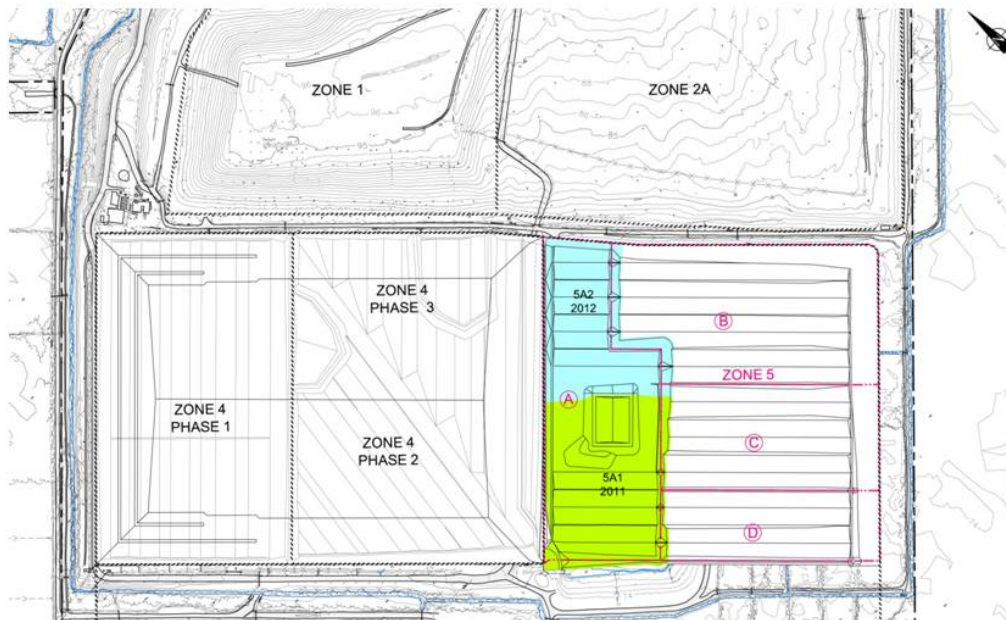 ZONE 1
ZONE 2A
ZONE 4
PHASE 3
5A2
2012
B
ZONE 5
A
ZONE 4
PHASE 1
ZONE 4
PHASE 2
C
5A1
2011
D